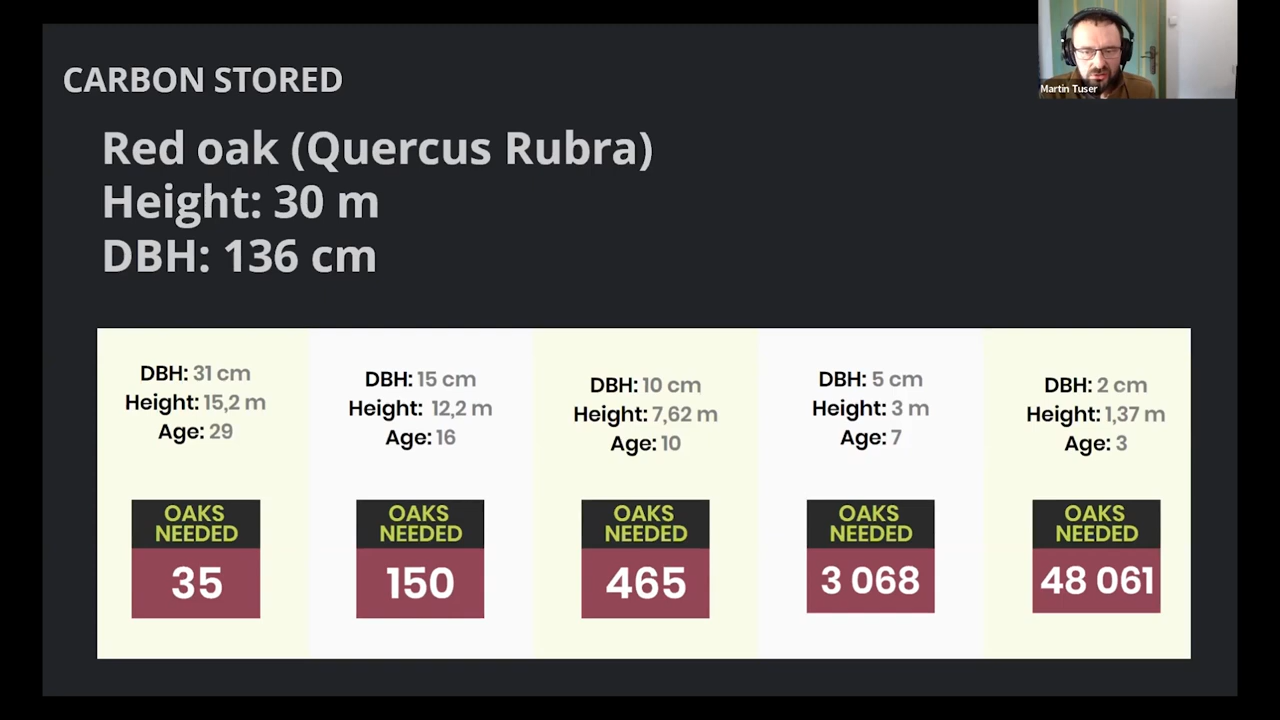 CARBON STORED
Martin Tuser
Red oak (Quercus Rubra)
Height: 30 m
DBH: 136 cm
DBH: 31 cm
Height: 15,2 m
Age: 29
OAKS
NEEDED
35
DBH: 15 cm
Height: 12,2 m
Age: 16
OAKS
NEEDED
150
DBH: 10 cm
Height: 7,62 m
Age: 10
OAKS
NEEDED
465
DBH: 5 cm
Height: 3 m
Age: 7
OAKS
NEEDED
3 068
DBH: 2 cm
Height: 1,37 m
Age: 3
OAKS
NEEDED
48 061